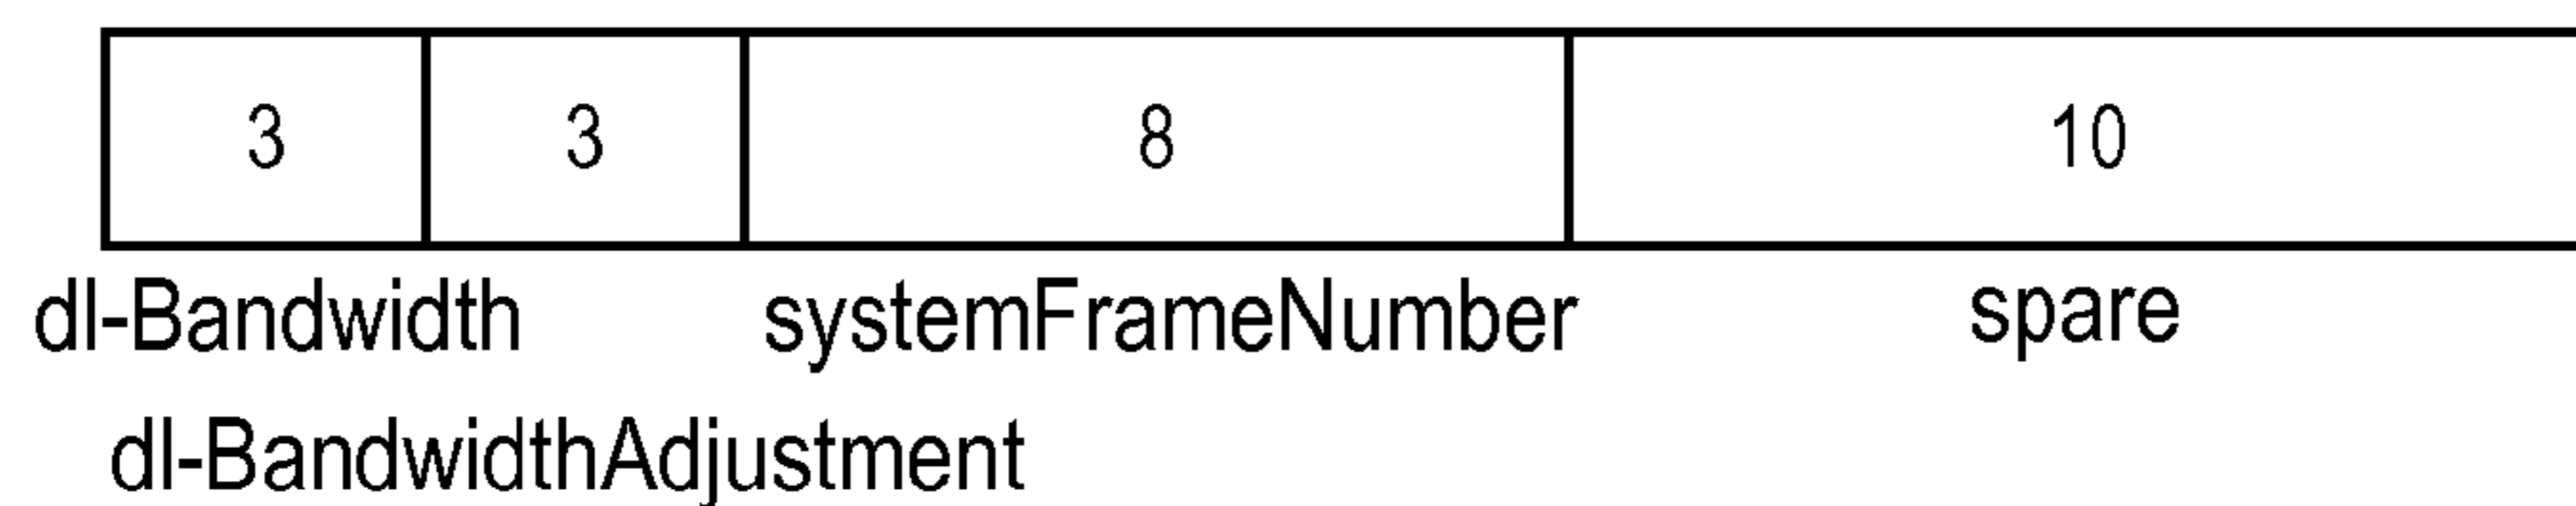 3 3 8 10
dl-Bandwidth systemFrameNumber spare
dl-BandwidthAdjustment